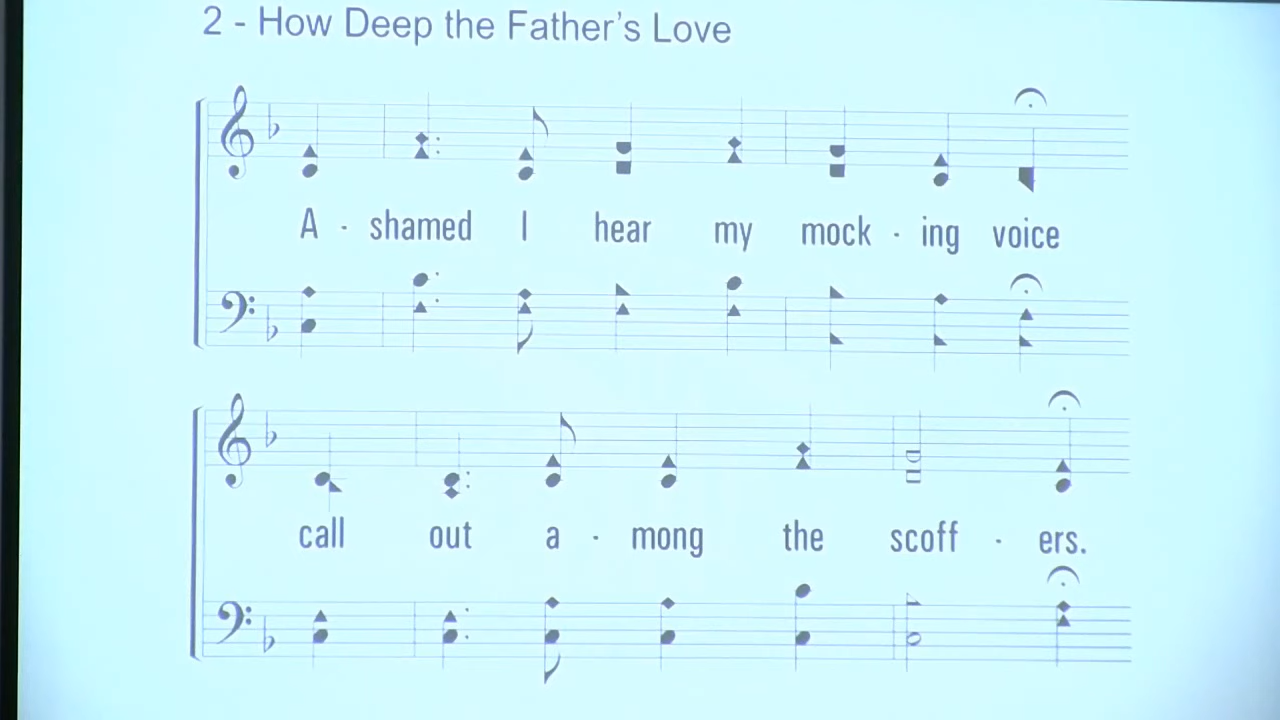 2 - How Deep the Father's Love
A - shamed I hear my mock - ing voice
call out a - mong the scoff - ers.